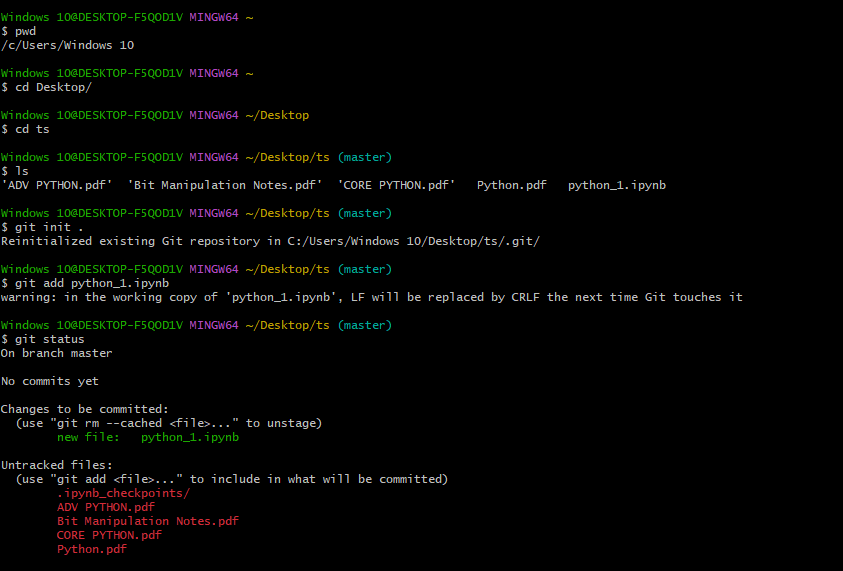 Windows 10@DESKTOP-F5QOD1V MINGW64 ~
$ pwd
/c/Users/Windows 10

Windows 10@DESKTOP-F5QOD1V MINGW64 ~
$ cd Desktop/

Windows 10@DESKTOP-F5QOD1V MINGW64 ~/Desktop
$ cd ts

Windows 10@DESKTOP-F5QOD1V MINGW64 ~/Desktop/ts (master)
$ ls
'ADV PYTHON.pdf'  'Bit Manipulation Notes.pdf'  'CORE PYTHON.pdf'   Python.pdf   python_1.ipynb

Windows 10@DESKTOP-F5QOD1V MINGW64 ~/Desktop/ts (master)
$ git init .
Reinitialized existing Git repository in C:/Users/Windows 10/Desktop/ts/.git/

Windows 10@DESKTOP-F5QOD1V MINGW64 ~/Desktop/ts (master)
$ git add python_1.ipynb
warning: in the working copy of 'python_1.ipynb', LF will be replaced by CRLF the next time Git touches it

Windows 10@DESKTOP-F5QOD1V MINGW64 ~/Desktop/ts (master)
$ git status
On branch master

No commits yet

Changes to be committed:
  (use "git rm --cached <file>..." to unstage)
        new file:   python_1.ipynb

Untracked files:
  (use "git add <file>..." to include in what will be committed)
        .ipynb_checkpoints/
        ADV PYTHON.pdf
        Bit Manipulation Notes.pdf
        CORE PYTHON.pdf
        Python.pdf